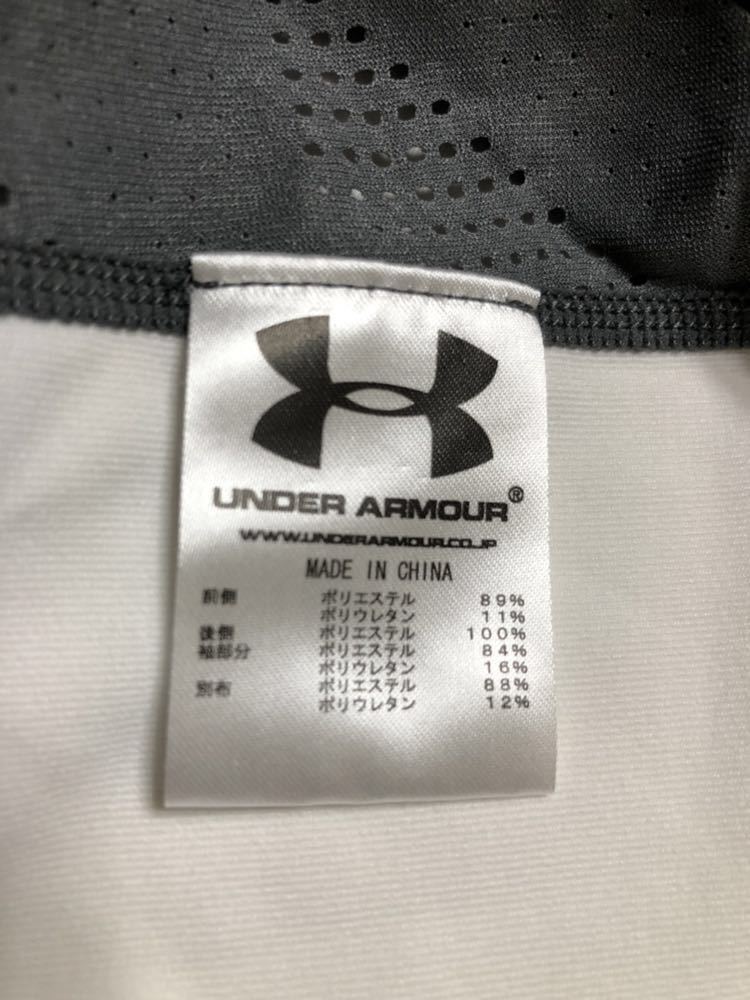 UNDER ARMOUR®
WWW.UNDERARMOUR.CO.JP
MADE IN CHINA
前側 ポリエステル 89%
ポリウレタン 11%
後側 ポリエステル 100%
袖部分 ポリエステル 84%
ポリウレタン 16%
別布 ポリエステル 88%
ポリウレタン 12%